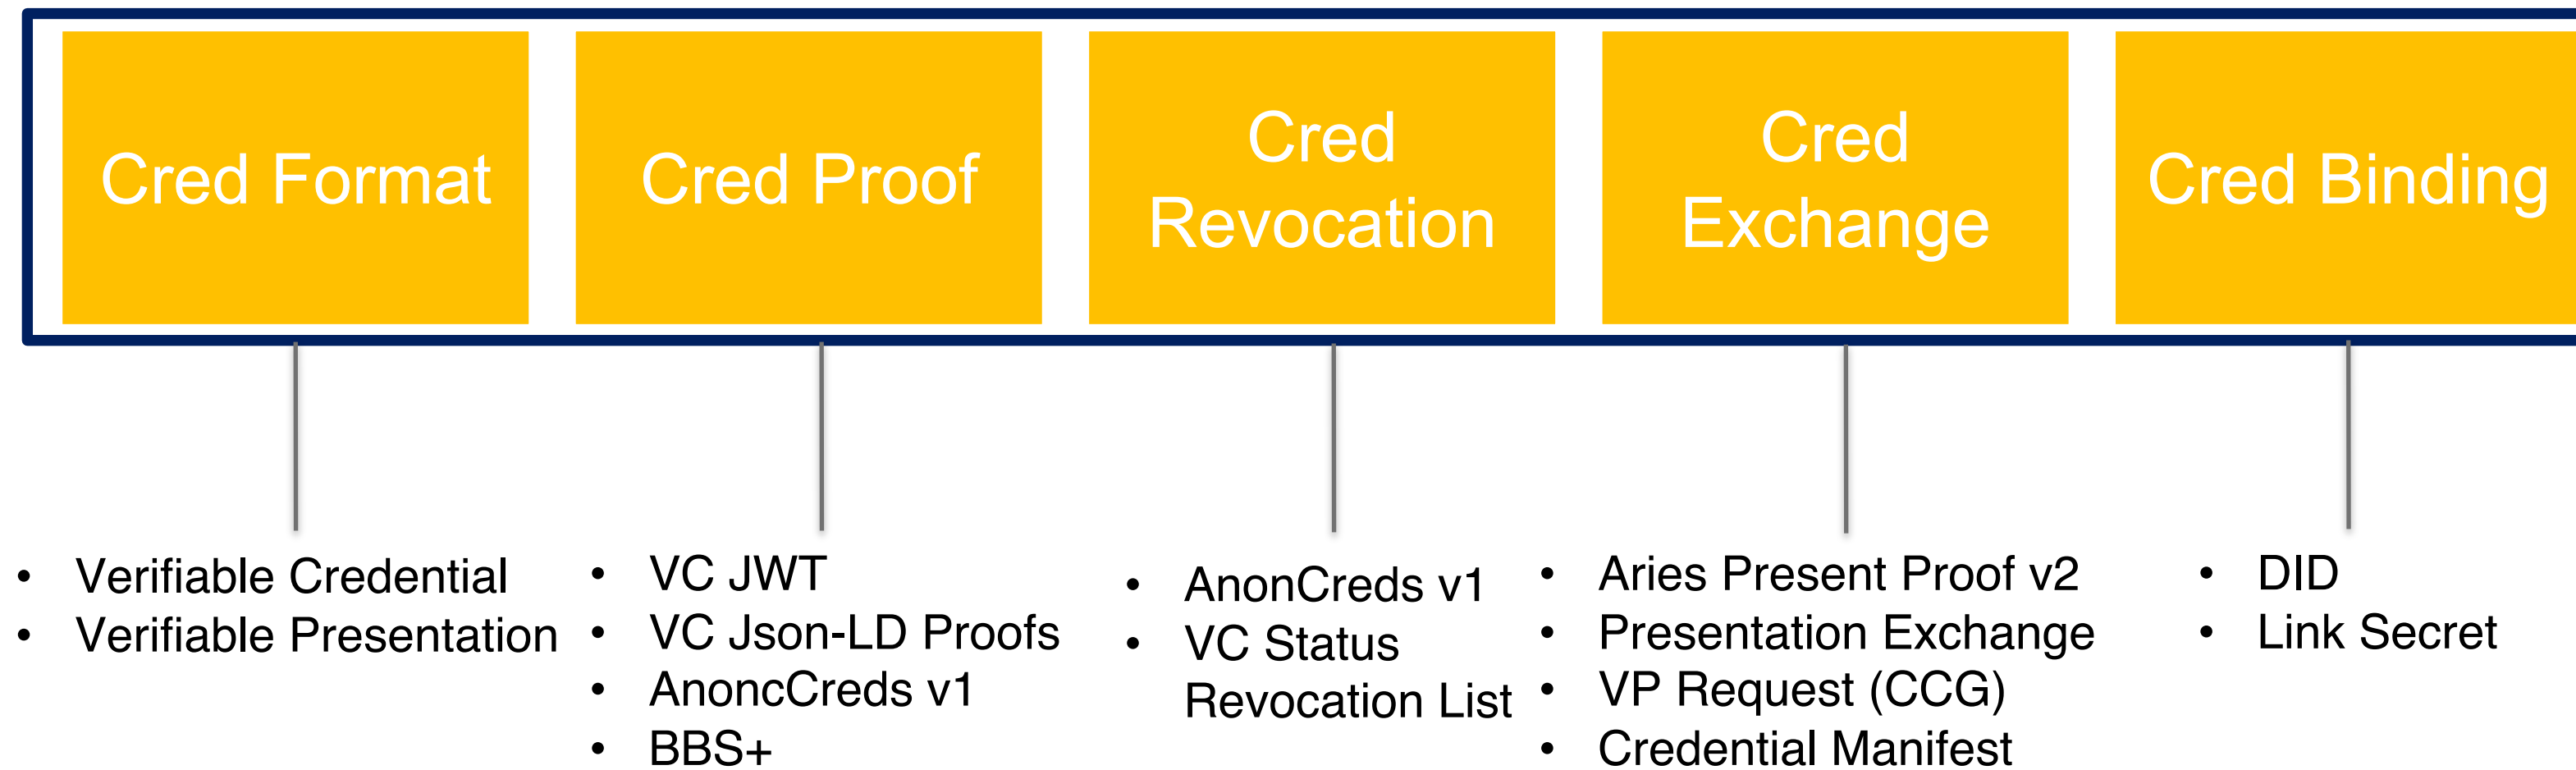 Cred Format
Cred Proof
Cred
Revocation
Cred
Exchange
Cred Binding
• Verifiable Credential
• Verifiable Presentation
• VC JWT
• VC Json-LD Proofs
• AnoncCreds v1
• BBS+
• AnonCreds v1
• VC Status
Revocation List
• Aries Present Proof v2
• Presentation Exchange
• VP Request (CCG)
• Credential Manifest
• DID
• Link Secret